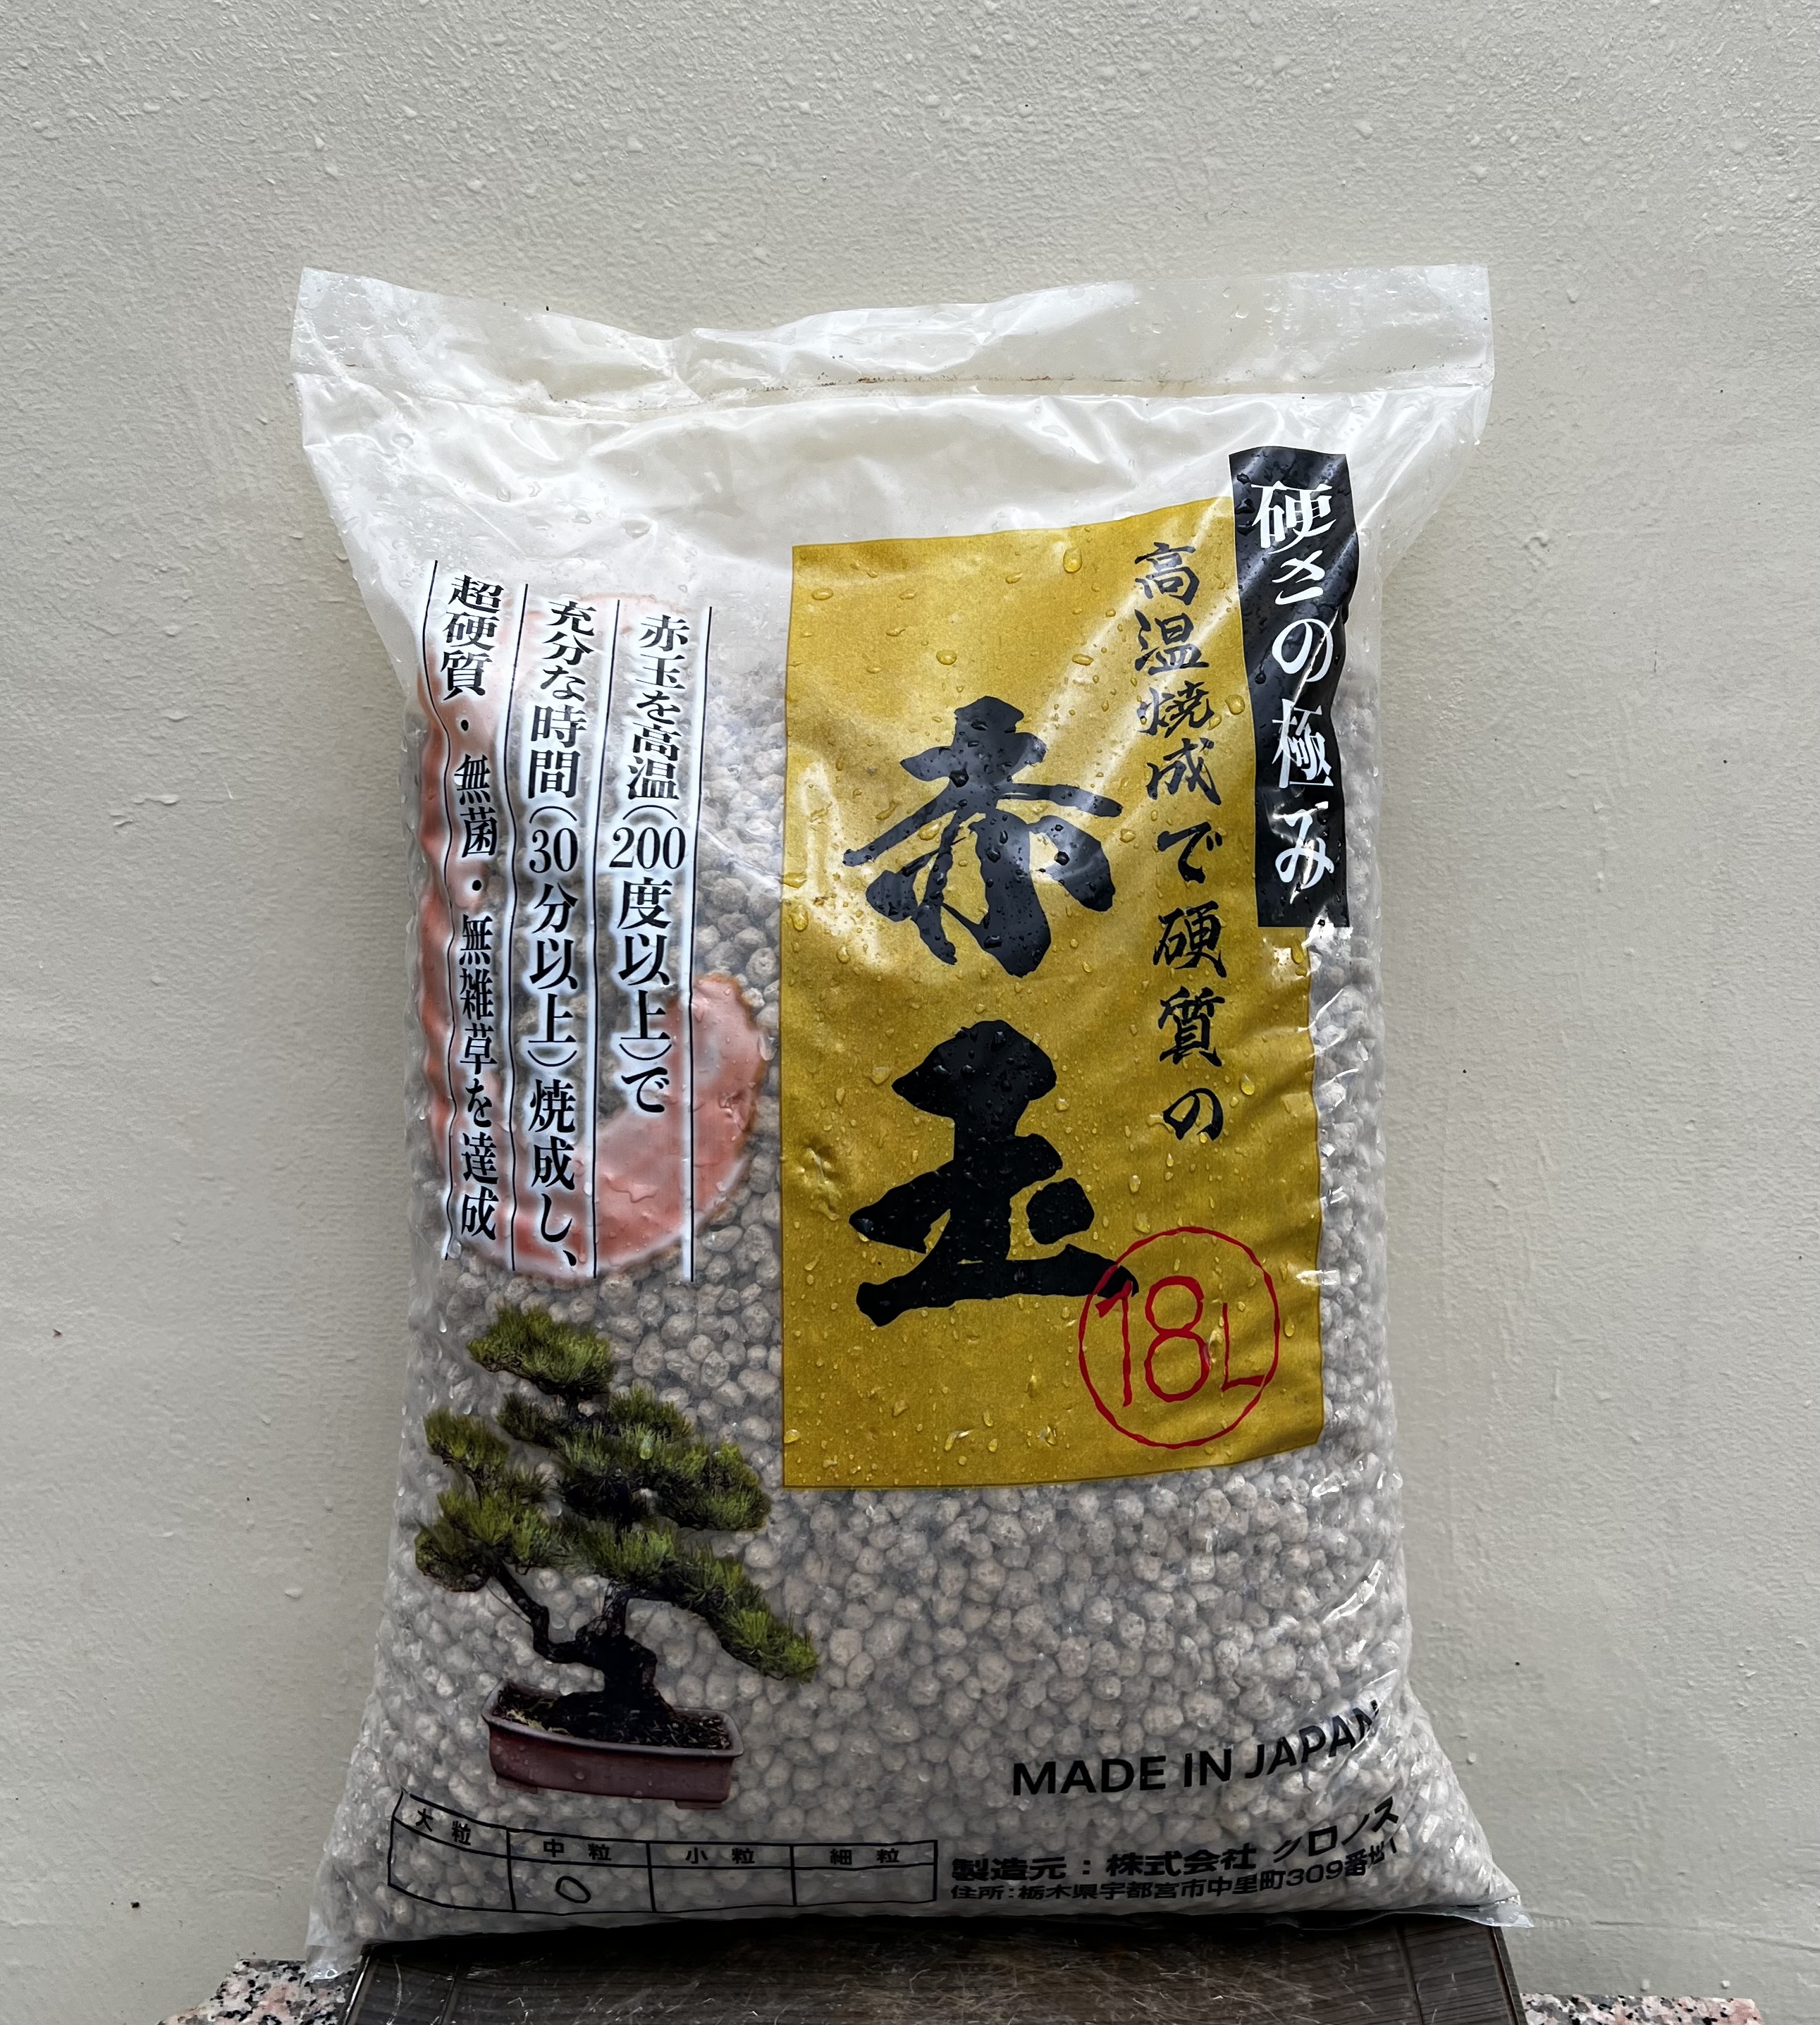 硬さの極み
高温焼成で硬質の
赤玉
18L
赤玉を高温(200度以上)で
充分な時間(30分以上)焼成し、
超硬質・無菌・無雑草を達成
MADE IN JAPAN
大粒 中粒 小粒 細粒
○
製造元:株式会社 クロノス
住所:栃木県宇都宮市中里町309番地1